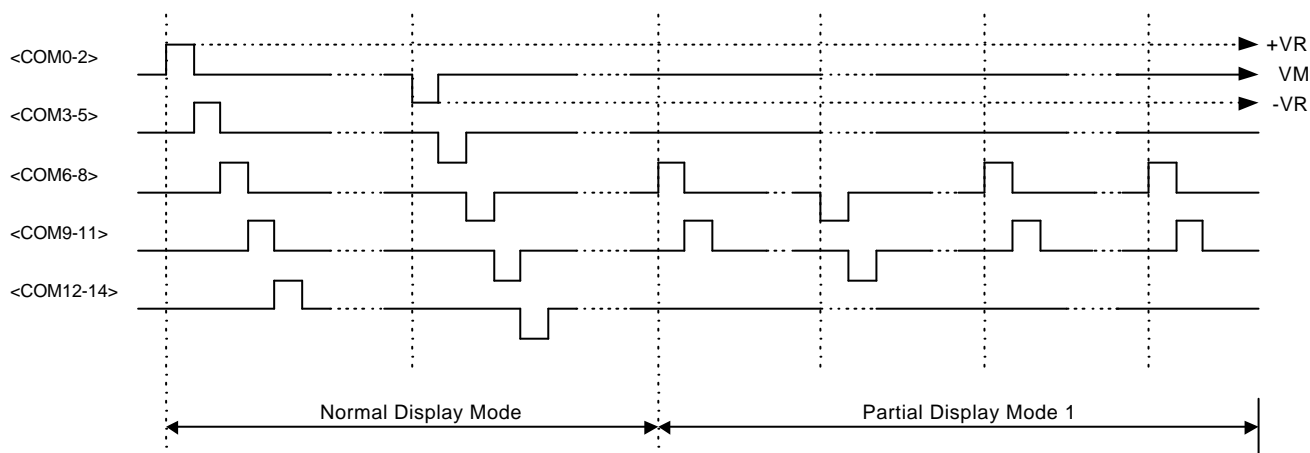 <COM0-2>
+VR
VM
-VR
<COM3-5>
<COM6-8>
<COM9-11>
<COM12-14>
Normal Display Mode
Partial Display Mode 1